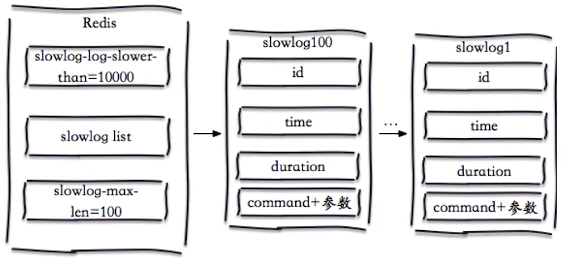 Redis
slowlog-log-slower-
than=10000
slowlog list
slowlog-max-
len=100
slowlog100
id
time
duration
command+参数
...
slowlog1
id
time
duration
command+参数